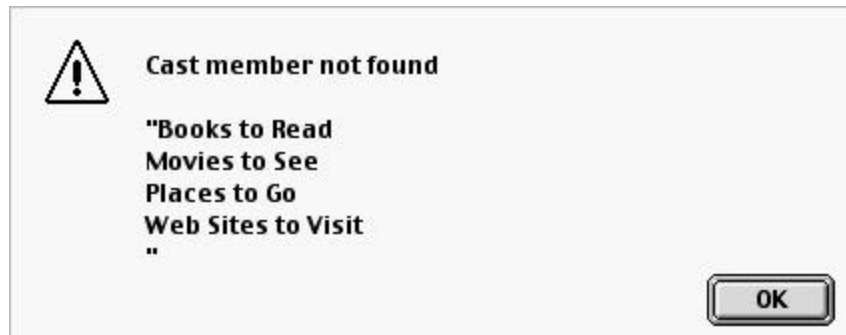 Cast member not found
"Books to Read
Movies to See
Places to Go
Web Sites to Visit
"
OK